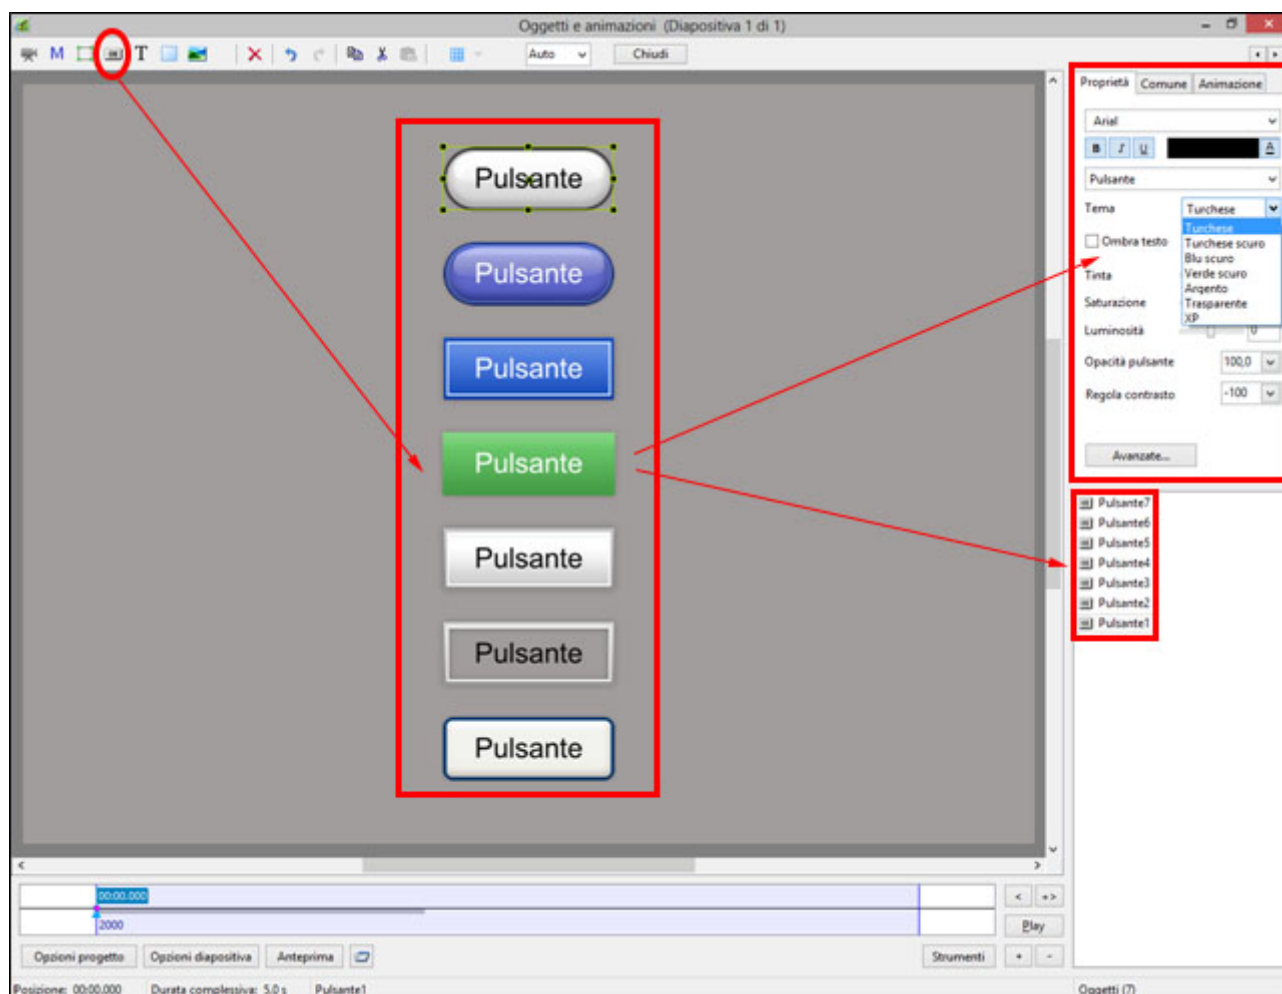 Oggetti e animazioni (Diapositiva 1 di 1)
M T Auto Chiudi
Proprietà Comune Animazione
Arial
B I U A
Pulsante
Tema Turchese
Turchese
Turchese scuro
Blu scuro
Verde scuro
Argento
Trasparente
XP
Ombra testo
Tinta
Saturazione
Luminosità 0
Opacità pulsante 100,0
Regola contrasto -100
Avanzate...
Pulsante
Pulsante
Pulsante
Pulsante
Pulsante
Pulsante
Pulsante
Pulsante7
Pulsante6
Pulsante5
Pulsante4
Pulsante3
Pulsante2
Pulsante1
00:00.000
2000
< +>
Play
Opzioni progetto Opzioni diapositiva Anteprima Strumenti + -
Posizione: 00:00.000 Durata complessiva: 5.0 s Pulsante1 Oggetti (7)